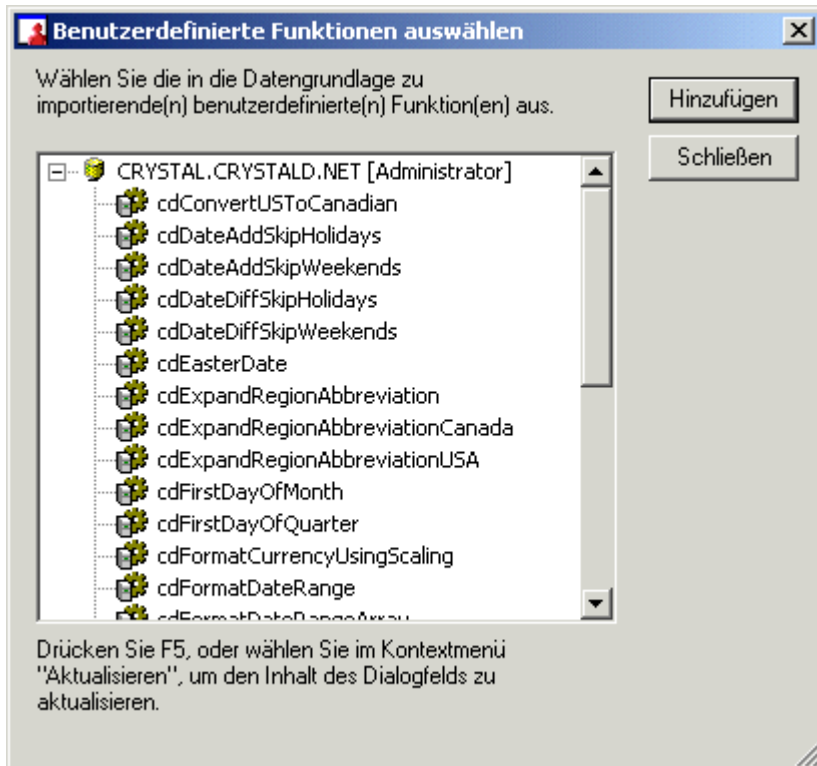 Benutzerdefinierte Funktionen auswählen
Wählen Sie die in die Datengrundlage zu
importierende(n) benutzerdefinierte(n) Funktion(en) aus.
Hinzufügen
Schließen
CRYSTAL.CRYSTALD.NET [Administrator]
cdConvertUSToCanadian
cdDateAddSkipHolidays
cdDateAddSkipWeekends
cdDateDiffSkipHolidays
cdDateDiffSkipWeekends
cdEasterDate
cdExpandRegionAbbreviation
cdExpandRegionAbbreviationCanada
cdExpandRegionAbbreviationUSA
cdFirstDayOfMonth
cdFirstDayOfQuarter
cdFormatCurrencyUsingScaling
cdFormatDateRange
cdFormatDateRangeArray
Drücken Sie F5, oder wählen Sie im Kontextmenü
"Aktualisieren", um den Inhalt des Dialogfelds zu
aktualisieren.